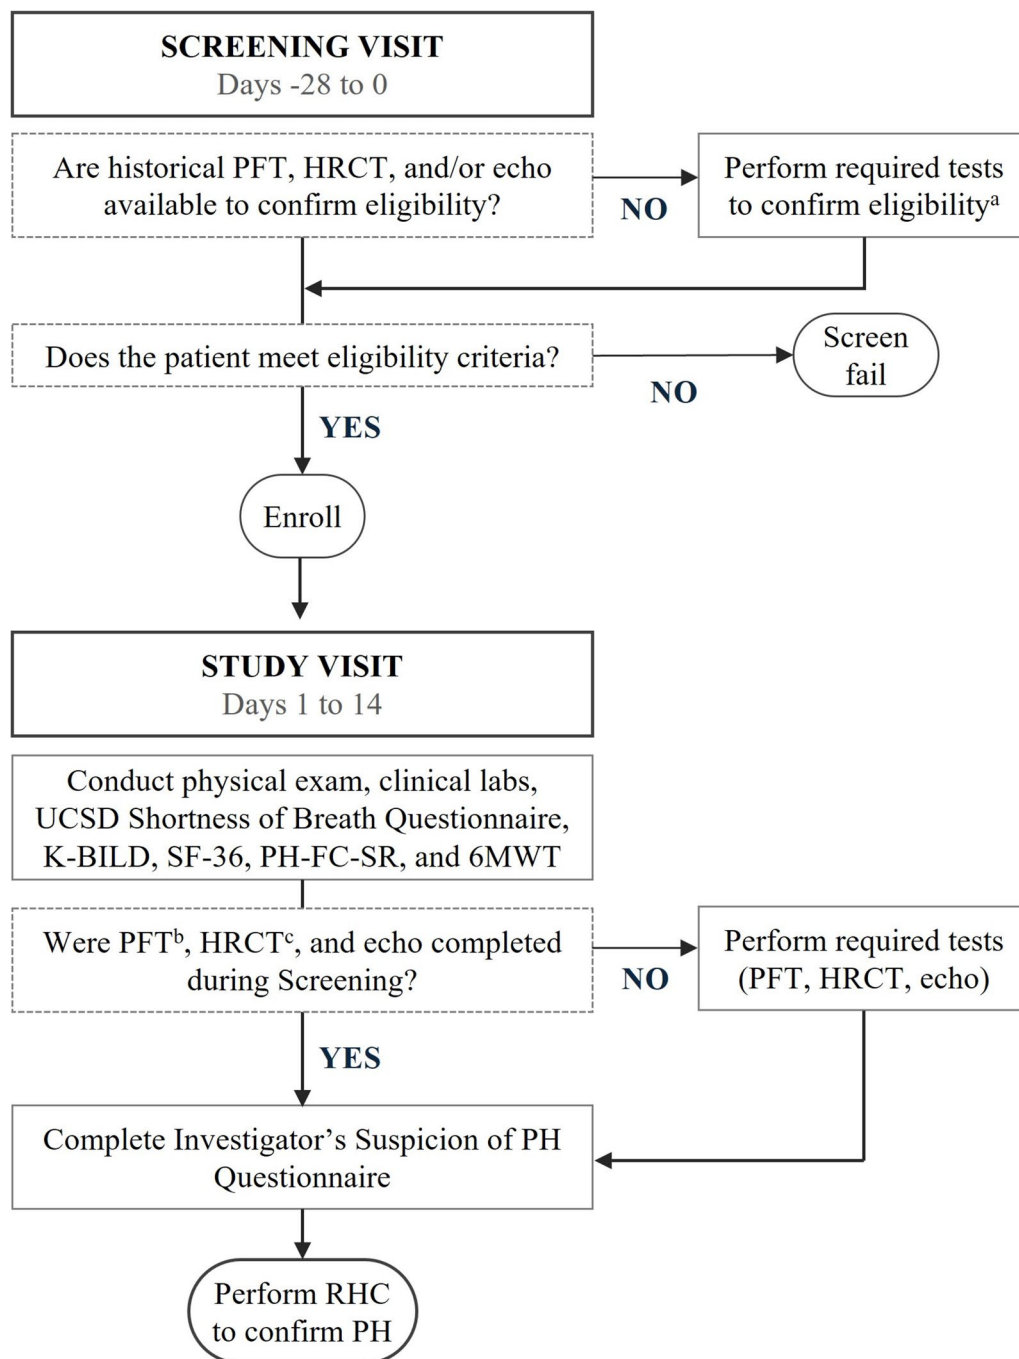 SCREENING VISIT
Days -28 to 0
Are historical PFT, HRCT, and/or echo
available to confirm eligibility?
NO
Perform required tests
to confirm eligibilityᵃ
Does the patient meet eligibility criteria?
NO
Screen
fail
YES
Enroll
STUDY VISIT
Days 1 to 14
Conduct physical exam, clinical labs,
UCSD Shortness of Breath Questionnaire,
K-BILD, SF-36, PH-FC-SR, and 6MWT
Were PFTᵇ, HRCTᶜ, and echo completed
during Screening?
NO
Perform required tests
(PFT, HRCT, echo)
YES
Complete Investigator’s Suspicion of PH
Questionnaire
Perform RHC
to confirm PH